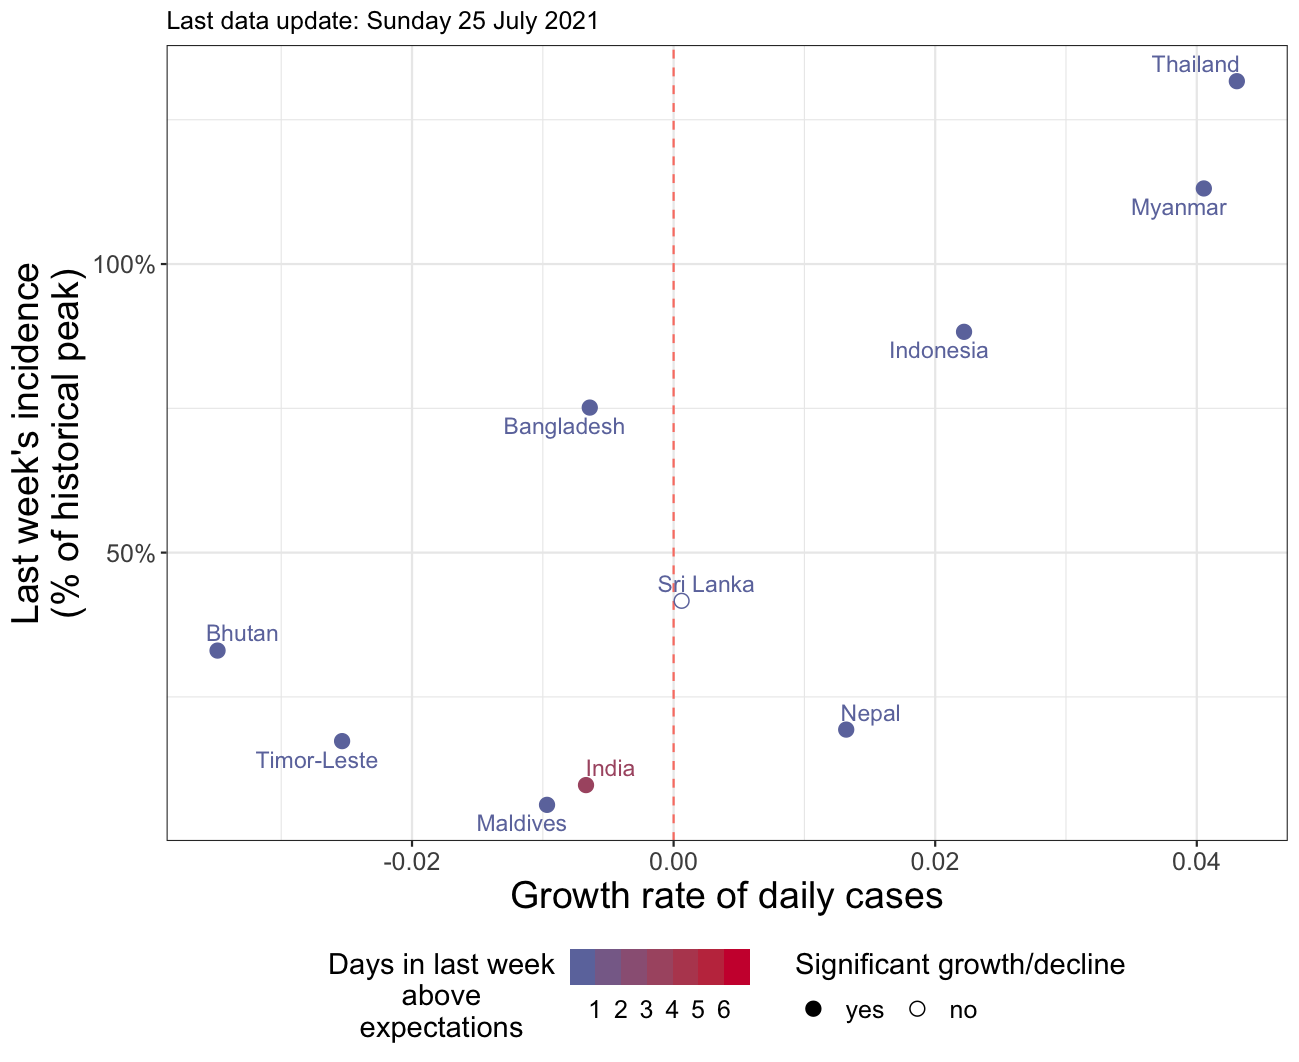 Last data update: Sunday 25 July 2021
Thailand
Myanmar
100%
Indonesia
Bangladesh
Last week's incidence
(% of historical peak)
50%
Sri Lanka
Bhutan
Nepal
Timor-Leste
India
Maldives
-0.02 0.00 0.02 0.04
Growth rate of daily cases
Days in last week
above
expectations
1 2 3 4 5 6
Significant growth/decline
yes no